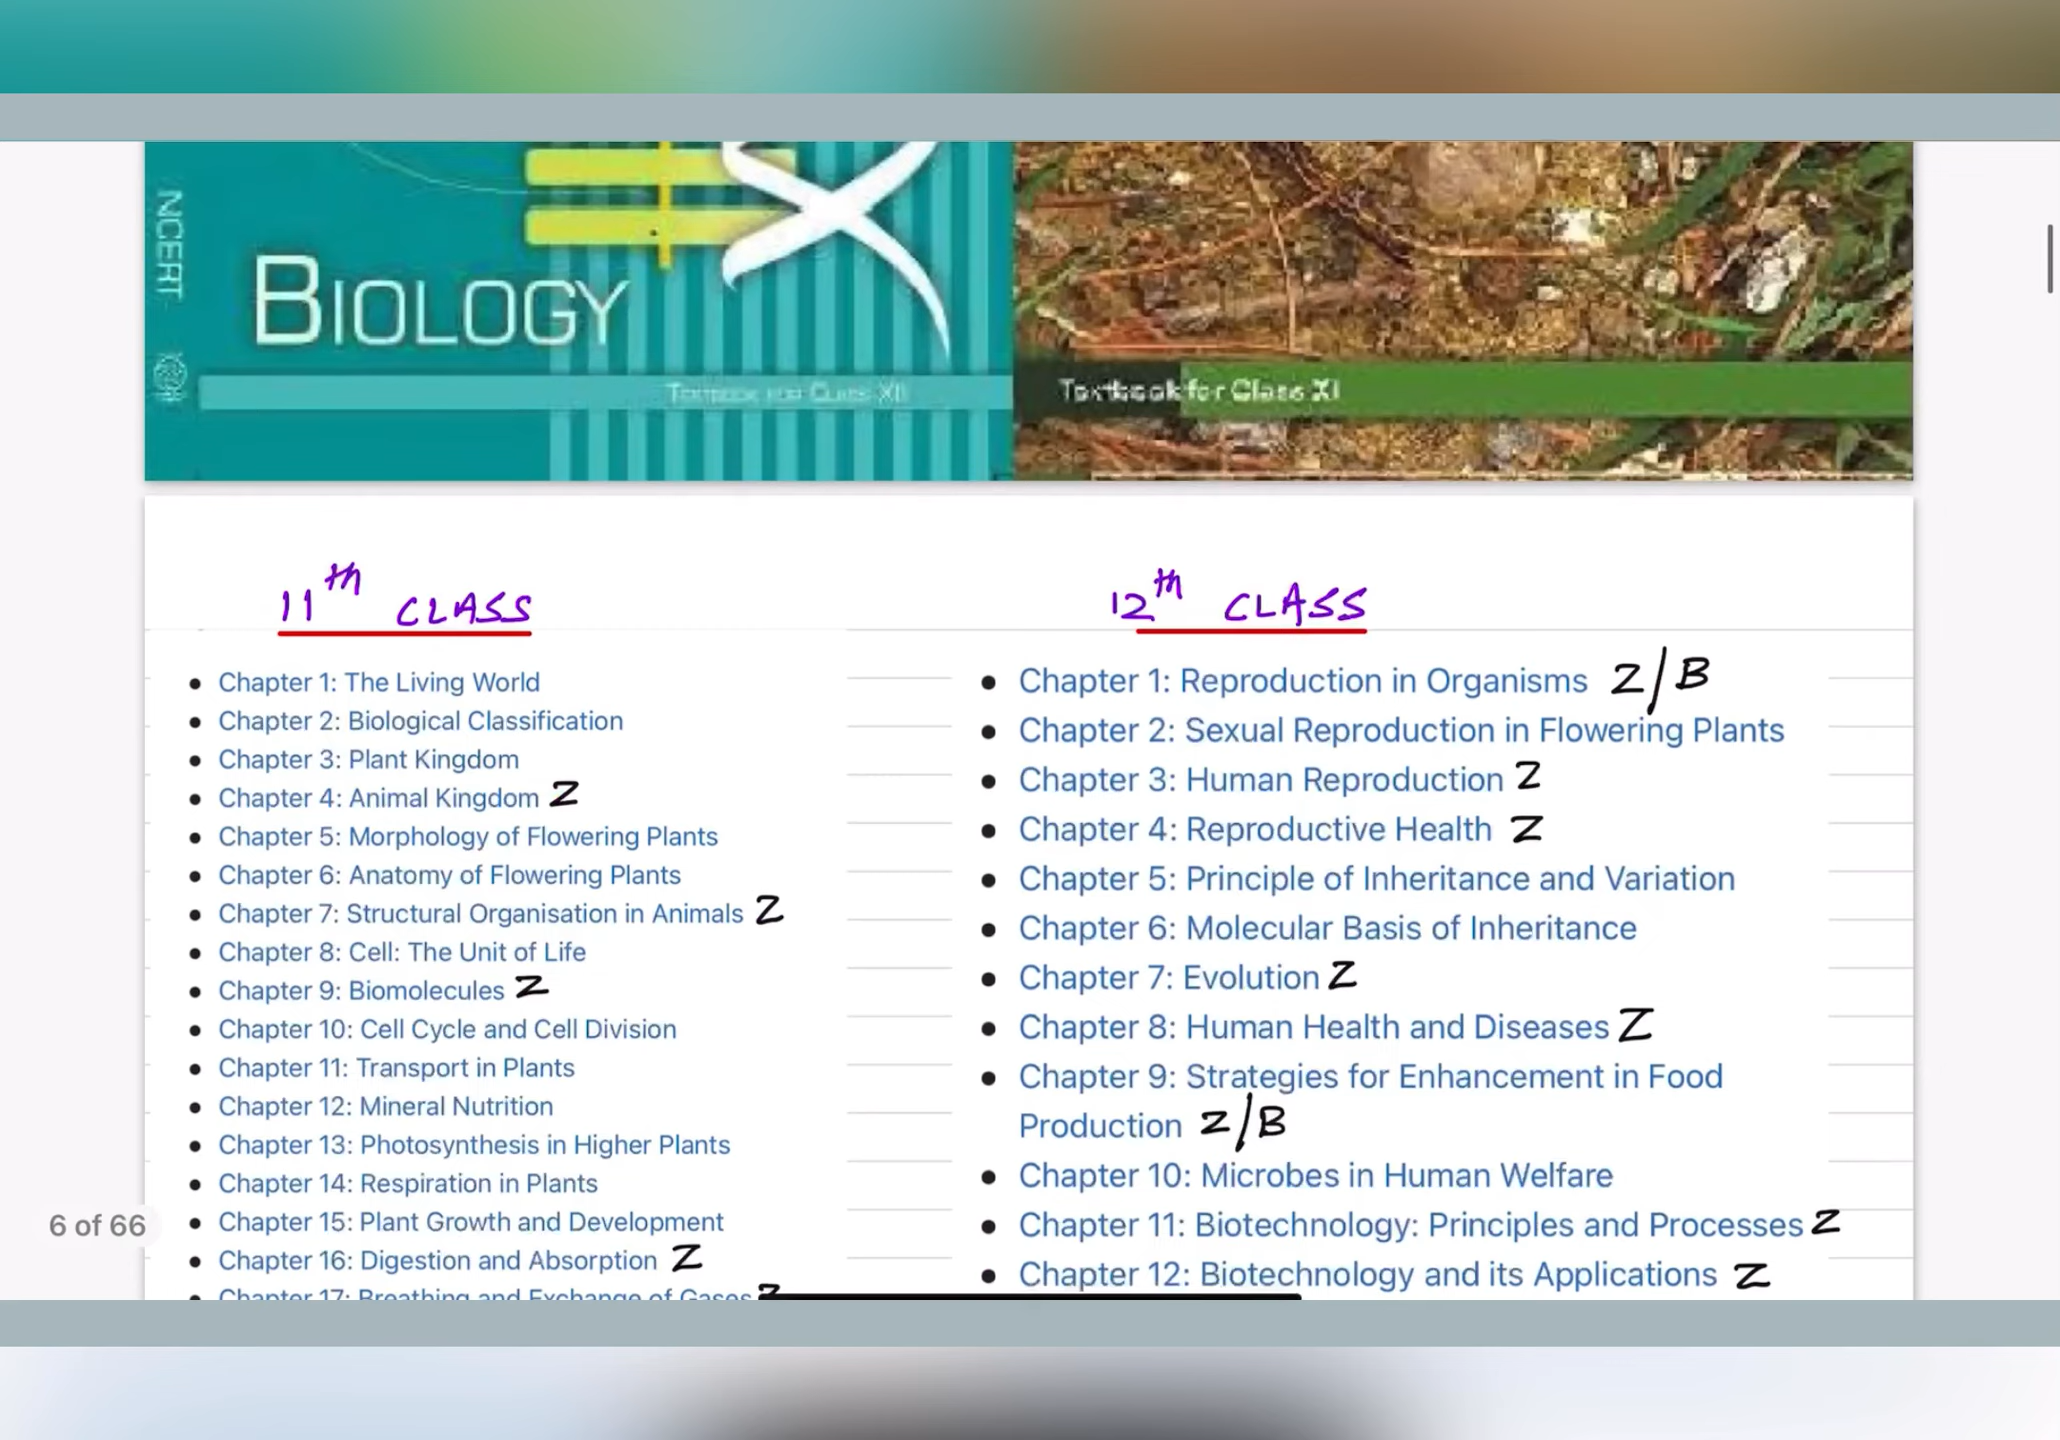 NCERT
BIOLOGY
TEXTBOOK FOR CLASS XII
Textbook for Class XI
11th CLASS
Chapter 1: The Living World
Chapter 2: Biological Classification
Chapter 3: Plant Kingdom
Chapter 4: Animal Kingdom Z
Chapter 5: Morphology of Flowering Plants
Chapter 6: Anatomy of Flowering Plants
Chapter 7: Structural Organisation in Animals Z
Chapter 8: Cell: The Unit of Life
Chapter 9: Biomolecules Z
Chapter 10: Cell Cycle and Cell Division
Chapter 11: Transport in Plants
Chapter 12: Mineral Nutrition
Chapter 13: Photosynthesis in Higher Plants
Chapter 14: Respiration in Plants
Chapter 15: Plant Growth and Development
Chapter 16: Digestion and Absorption Z
Chapter 17: Breathing and Exchange of Gases Z
12th CLASS
Chapter 1: Reproduction in Organisms Z/B
Chapter 2: Sexual Reproduction in Flowering Plants
Chapter 3: Human Reproduction Z
Chapter 4: Reproductive Health Z
Chapter 5: Principle of Inheritance and Variation
Chapter 6: Molecular Basis of Inheritance
Chapter 7: Evolution Z
Chapter 8: Human Health and Diseases Z
Chapter 9: Strategies for Enhancement in Food
Production Z/B
Chapter 10: Microbes in Human Welfare
Chapter 11: Biotechnology: Principles and Processes Z
Chapter 12: Biotechnology and its Applications Z
6 of 66